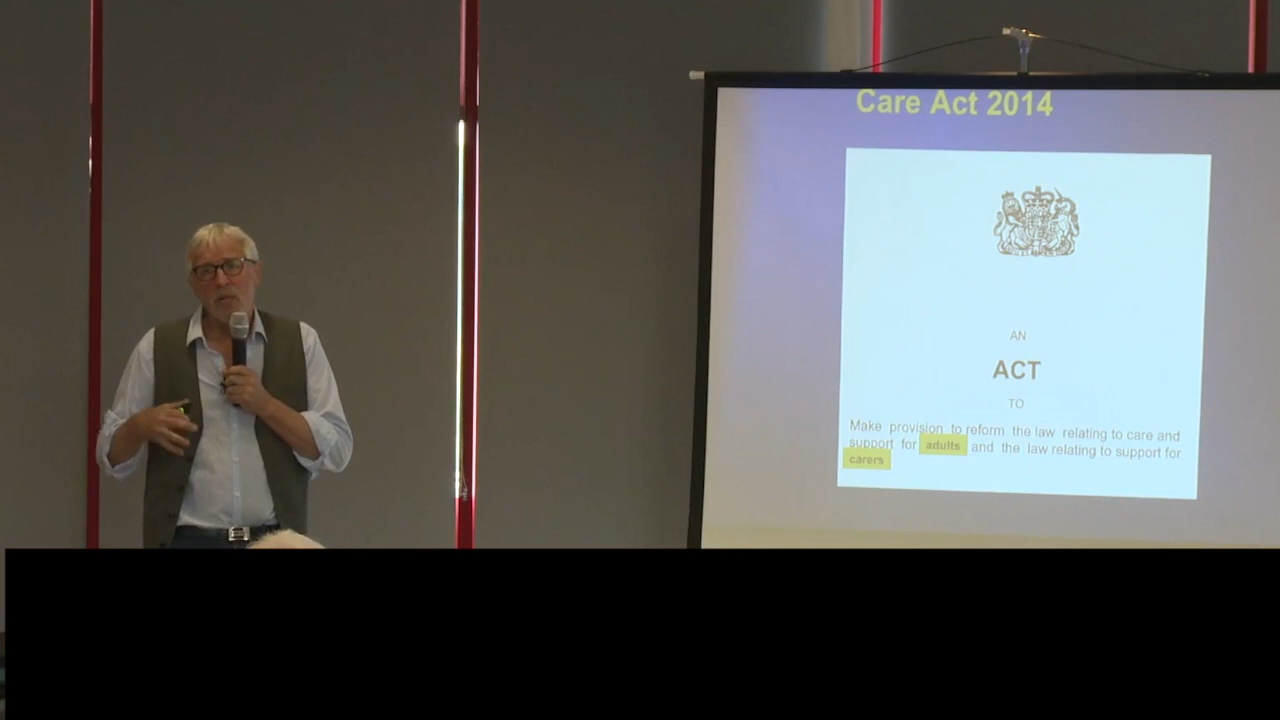 Care Act 2014
AN
ACT
TO
Make provision to reform the law relating to care and
support for adults and the law relating to support for
carers